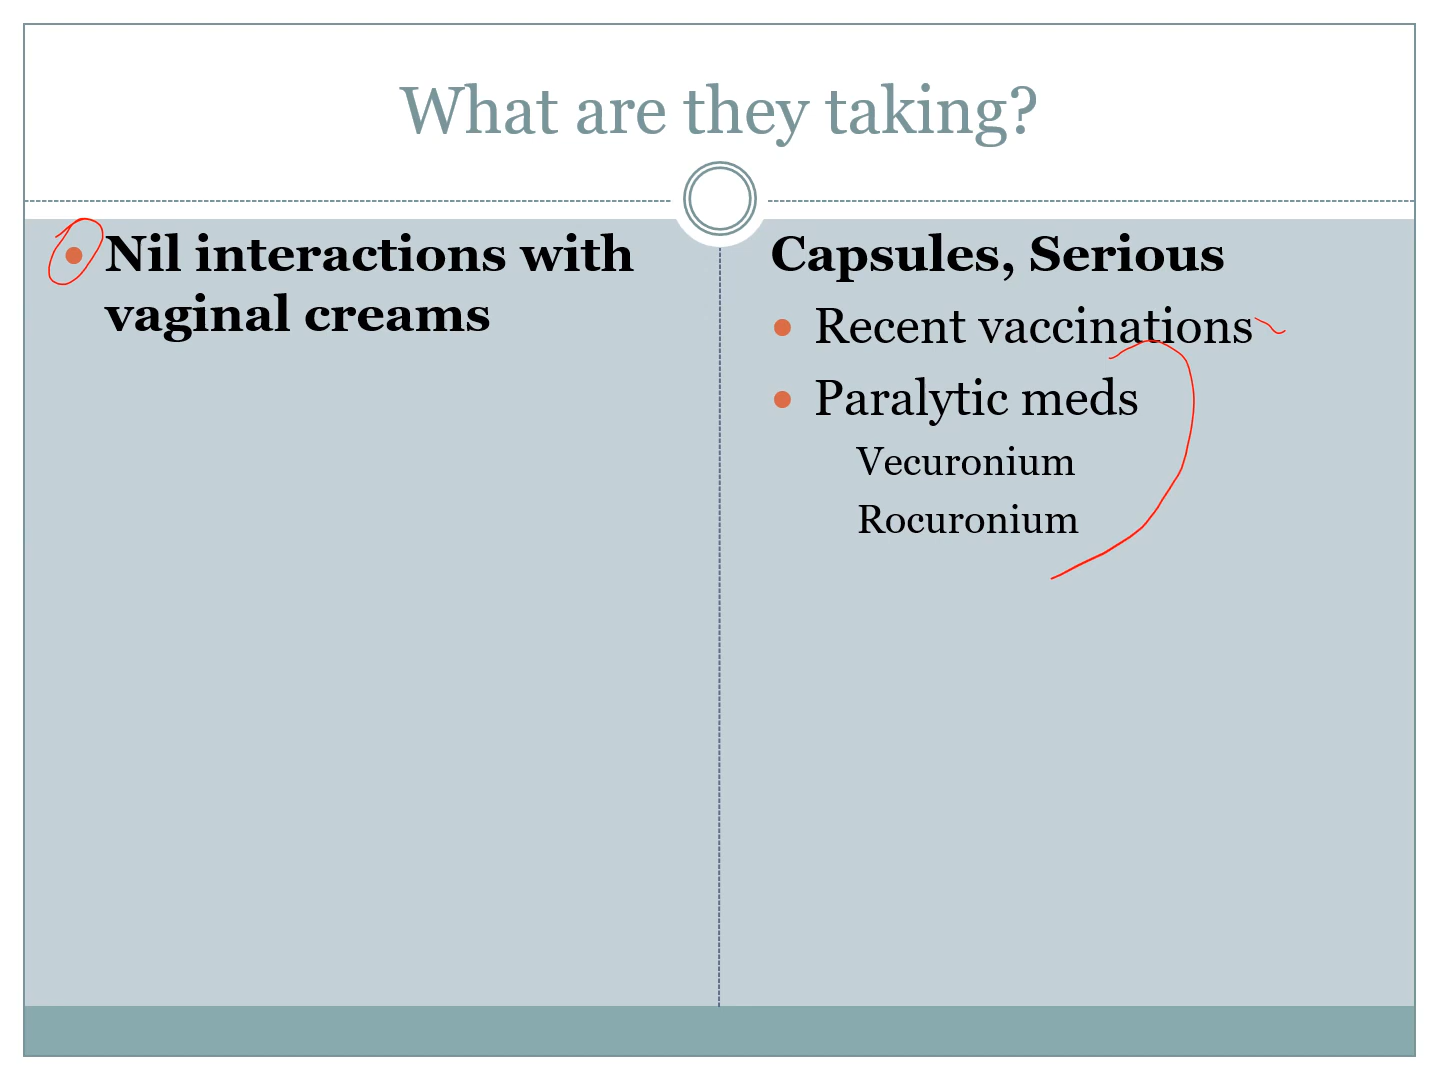 What are they taking?
Nil interactions with
vaginal creams
Capsules, Serious
Recent vaccinations
Paralytic meds
Vecuronium
Rocuronium